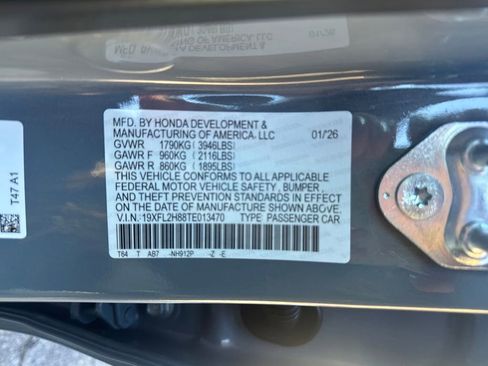 MFD. BY HONDA DEVELOPMENT &
MANUFACTURING OF AMERICA, LLC 01/26
GVWR 1790KG (3946LBS)
GAWR F 960KG (2116LBS)
GAWR R 860KG (1895LBS)
THIS VEHICLE CONFORMS TO ALL APPLICABLE
FEDERAL MOTOR VEHICLE SAFETY , BUMPER ,
AND THEFT PREVENTION STANDARDS IN EFFECT
ON THE DATE OF MANUFACTURE SHOWN ABOVE.
V.I.N.: 19XFL2H88TE013470 TYPE: PASSENGER CAR
T64 T AB7 -NH912P -Z -E
T47 A1